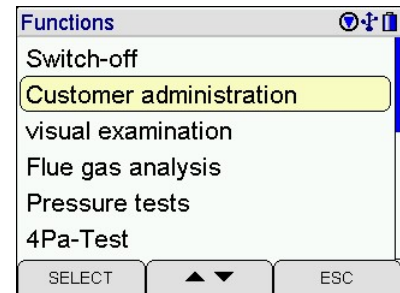 Functions
Switch-off
Customer administration
visual examination
Flue gas analysis
Pressure tests
4Pa-Test
SELECT ▲ ▼ ESC